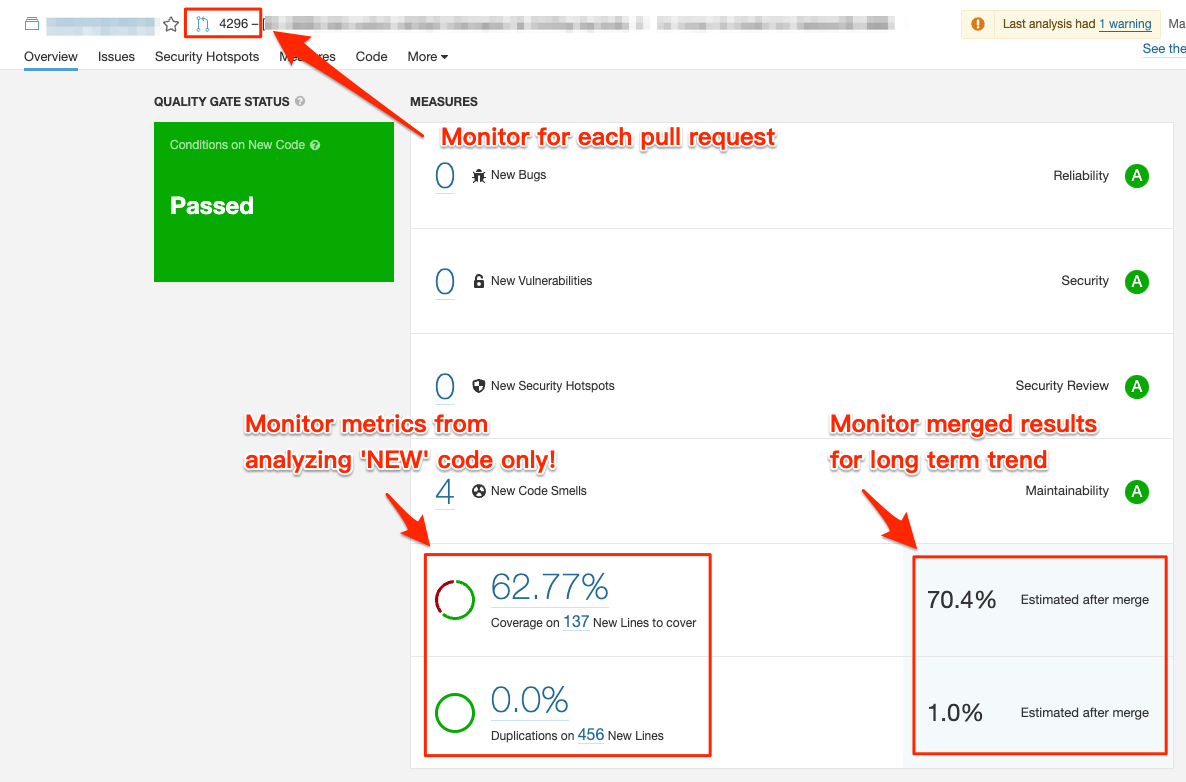 4296 –
Last analysis had 1 warning
Ma
See the
Overview
Issues
Security Hotspots
Measures
Code
More
QUALITY GATE STATUS
MEASURES
Conditions on New Code
Passed
Monitor for each pull request
0 New Bugs
Reliability A
0 New Vulnerabilities
Security A
0 New Security Hotspots
Security Review A
Monitor metrics from
analyzing 'NEW' code only!
Monitor merged results
for long term trend
4 New Code Smells
Maintainability A
62.77%
Coverage on 137 New Lines to cover
70.4% Estimated after merge
0.0%
Duplications on 456 New Lines
1.0% Estimated after merge